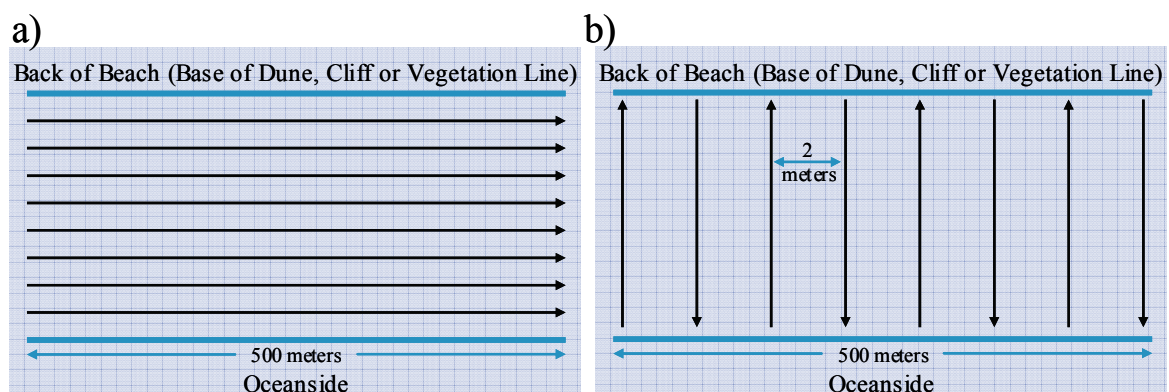 a)
Back of Beach (Base of Dune, Cliff or Vegetation Line)
500 meters
Oceanside
b)
Back of Beach (Base of Dune, Cliff or Vegetation Line)
2
meters
500 meters
Oceanside